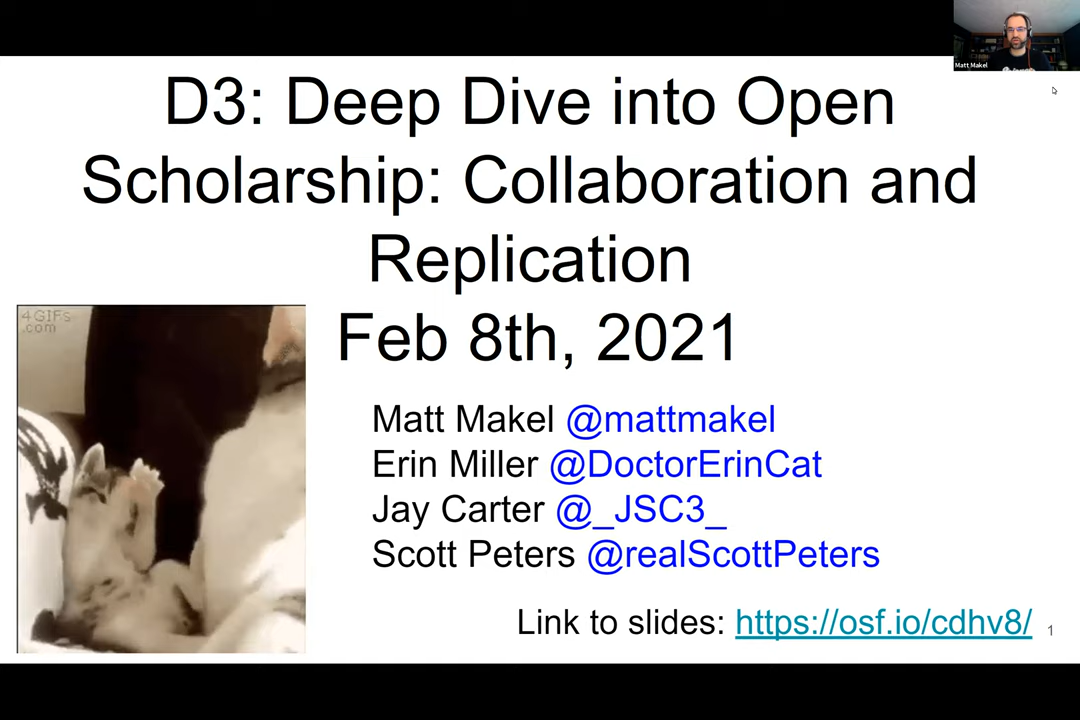 Matt Makel
D3: Deep Dive into Open
Scholarship: Collaboration and
Replication
Feb 8th, 2021
4GIFs
.com
Matt Makel @mattmakel
Erin Miller @DoctorErinCat
Jay Carter @_JSC3_
Scott Peters @realScottPeters
Link to slides: https://osf.io/cdhv8/
1